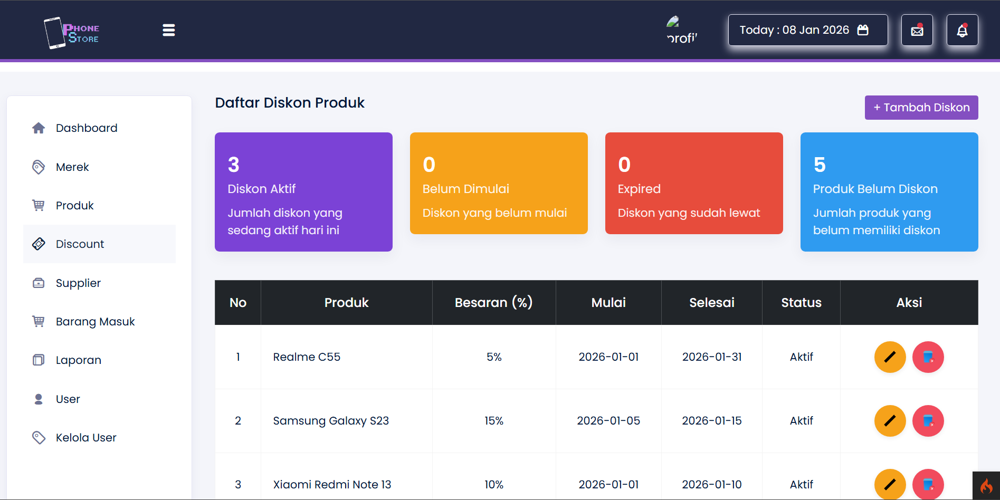 PHONE
STORE
profil
Today : 08 Jan 2026
Dashboard
Merek
Produk
Discount
Supplier
Barang Masuk
Laporan
User
Kelola User
Daftar Diskon Produk
+ Tambah Diskon
3
Diskon Aktif
Jumlah diskon yang
sedang aktif hari ini
0
Belum Dimulai
Diskon yang belum mulai
0
Expired
Diskon yang sudah lewat
5
Produk Belum Diskon
Jumlah produk yang
belum memiliki diskon
No Produk Besaran (%) Mulai Selesai Status Aksi
1 Realme C55 5% 2026-01-01 2026-01-31 Aktif
2 Samsung Galaxy S23 15% 2026-01-05 2026-01-15 Aktif
3 Xiaomi Redmi Note 13 10% 2026-01-01 2026-01-10 Aktif